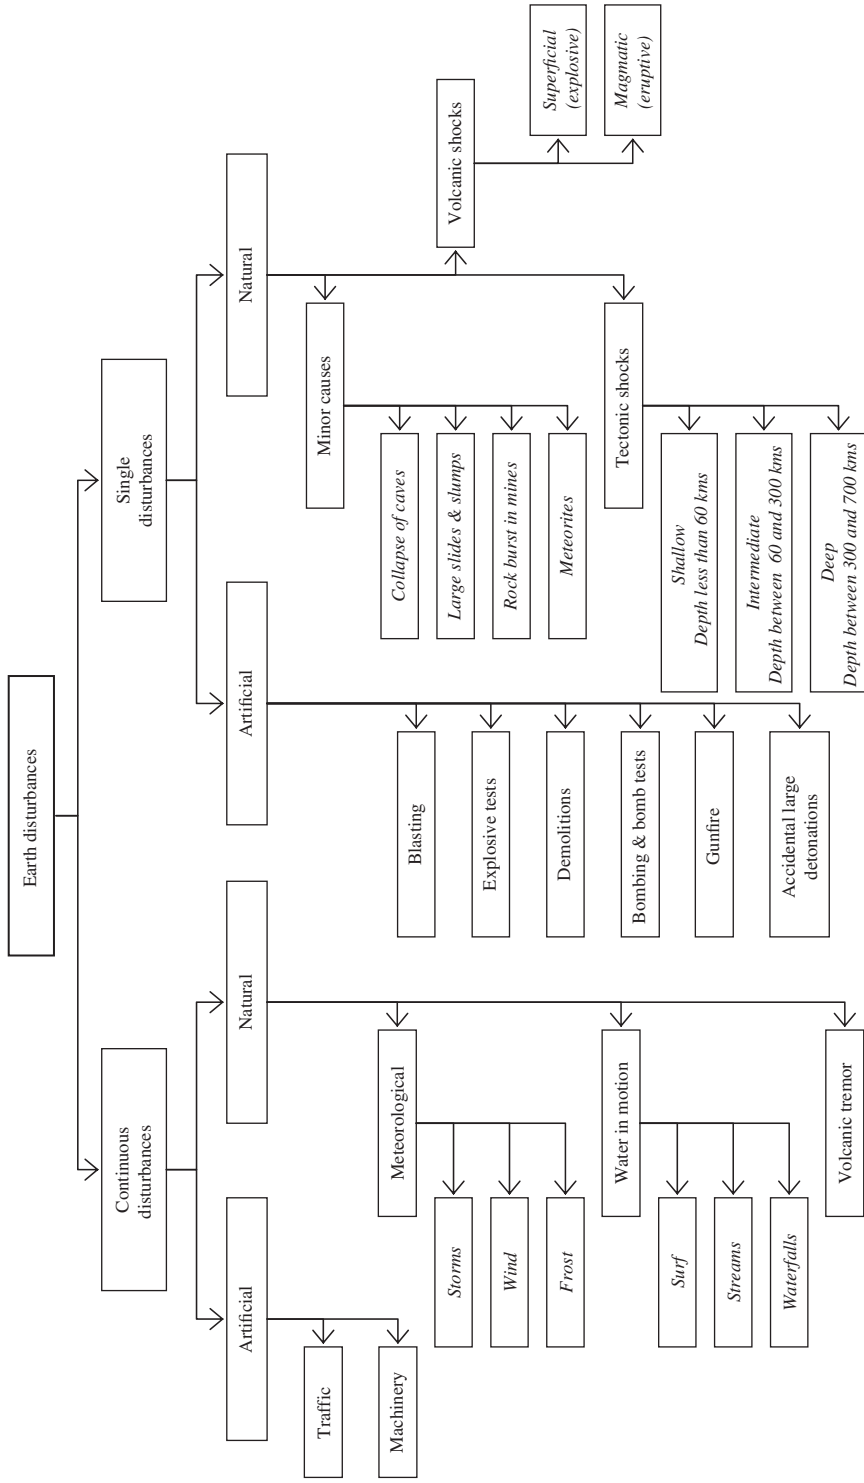 Earth disturbances
Continuous
disturbances
Artificial
Traffic
Machinery
Natural
Meteorological
Storms
Wind
Frost
Water in motion
Surf
Streams
Waterfalls
Volcanic tremor
Single
disturbances
Artificial
Blasting
Explosive tests
Demolitions
Bombing & bomb tests
Gunfire
Accidental large
detonations
Natural
Minor causes
Collapse of caves
Large slides & slumps
Rock burst in mines
Meteorites
Volcanic shocks
Superficial
(explosive)
Magmatic
(eruptive)
Tectonic shocks
Shallow
Depth less than 60 kms
Intermediate
Depth between 60 and 300 kms
Deep
Depth between 300 and 700 kms